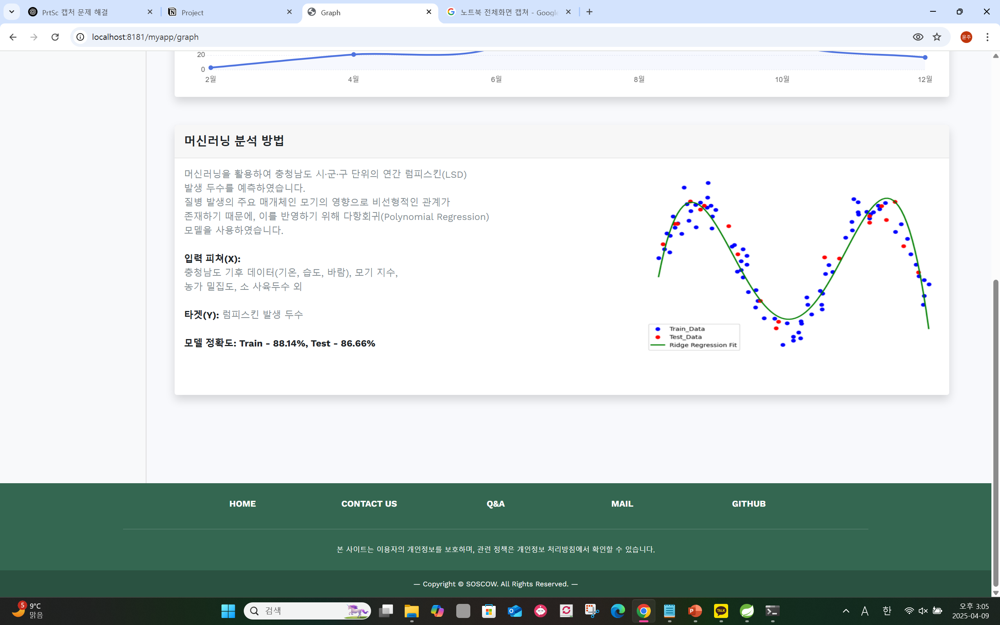 PrtSc 캡처 문제 해결
Project
Graph
노트북 전체화면 캡쳐 - Google
localhost:8181/myapp/graph
윤주
20
0
2월 4월 6월 8월 10월 12월
머신러닝 분석 방법
머신러닝을 활용하여 충청남도 시·군·구 단위의 연간 럼피스킨(LSD)
발생 두수를 예측하였습니다.
질병 발생의 주요 매개체인 모기의 영향으로 비선형적인 관계가
존재하기 때문에, 이를 반영하기 위해 다항회귀(Polynomial Regression)
모델을 사용하였습니다.
입력 피쳐(X):
충청남도 기후 데이터(기온, 습도, 바람), 모기 지수,
농가 밀집도, 소 사육두수 외
타겟(Y): 럼피스킨 발생 두수
모델 정확도: Train - 88.14%, Test - 86.66%
Train_Data
Test_Data
Ridge Regression Fit
HOME CONTACT US Q&A MAIL GITHUB
본 사이트는 이용자의 개인정보를 보호하며, 관련 정책은 개인정보 처리방침에서 확인할 수 있습니다.
— Copyright © SOSCOW. All Rights Reserved. —
5
9°C
맑음
검색
TALK
A
한
오후 3:05
2025-04-09